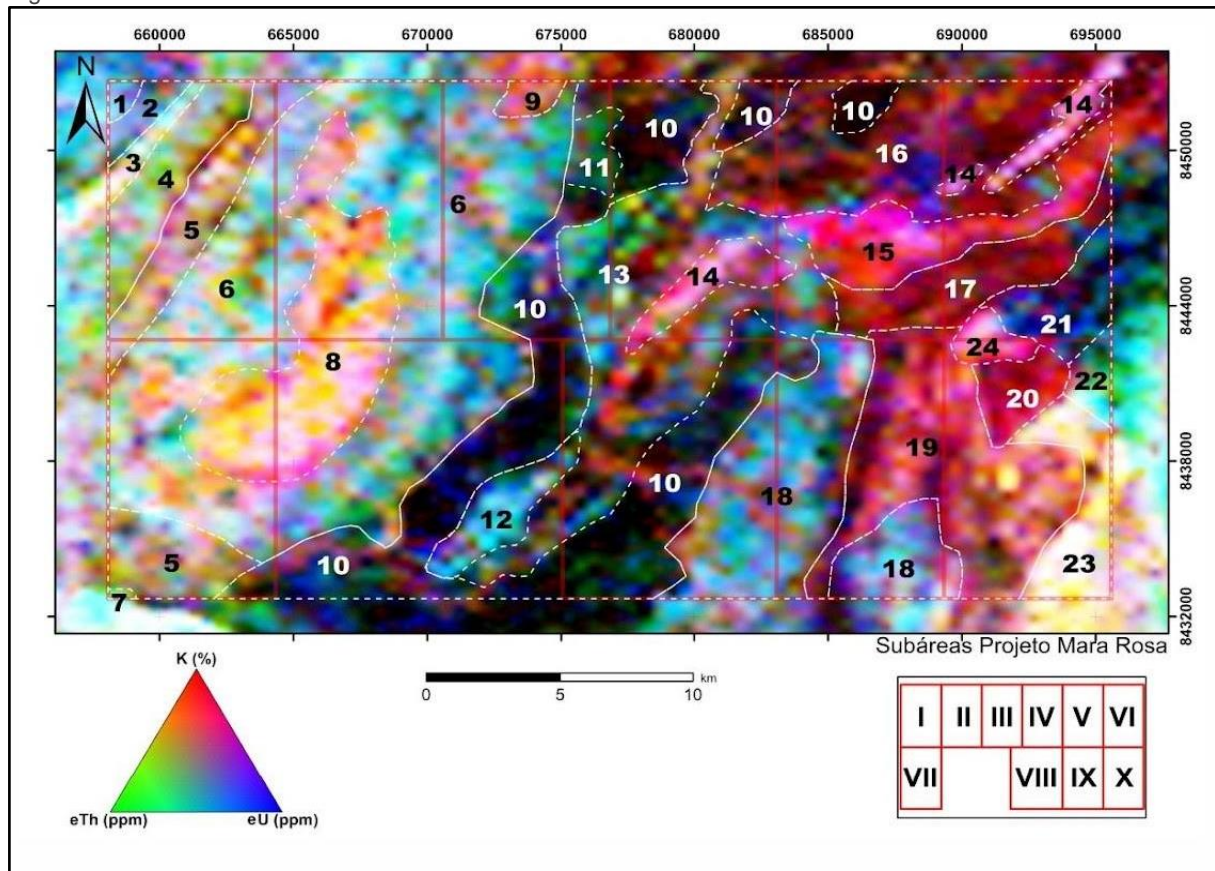 660000 665000 670000 675000 680000 685000 690000 695000
N
1 2 9 10 10 10 14
8450000
3 4 11 16 14
5 6
15
6 13 14 17
8444000
10 21
8 24
22
20
19
8438000
10
12 18
5 10 18 23
7
8432000
Subáreas Projeto Mara Rosa
K (%)
km
0 5 10
I II III IV V VI
VII VIII IX X
eTh (ppm) eU (ppm)